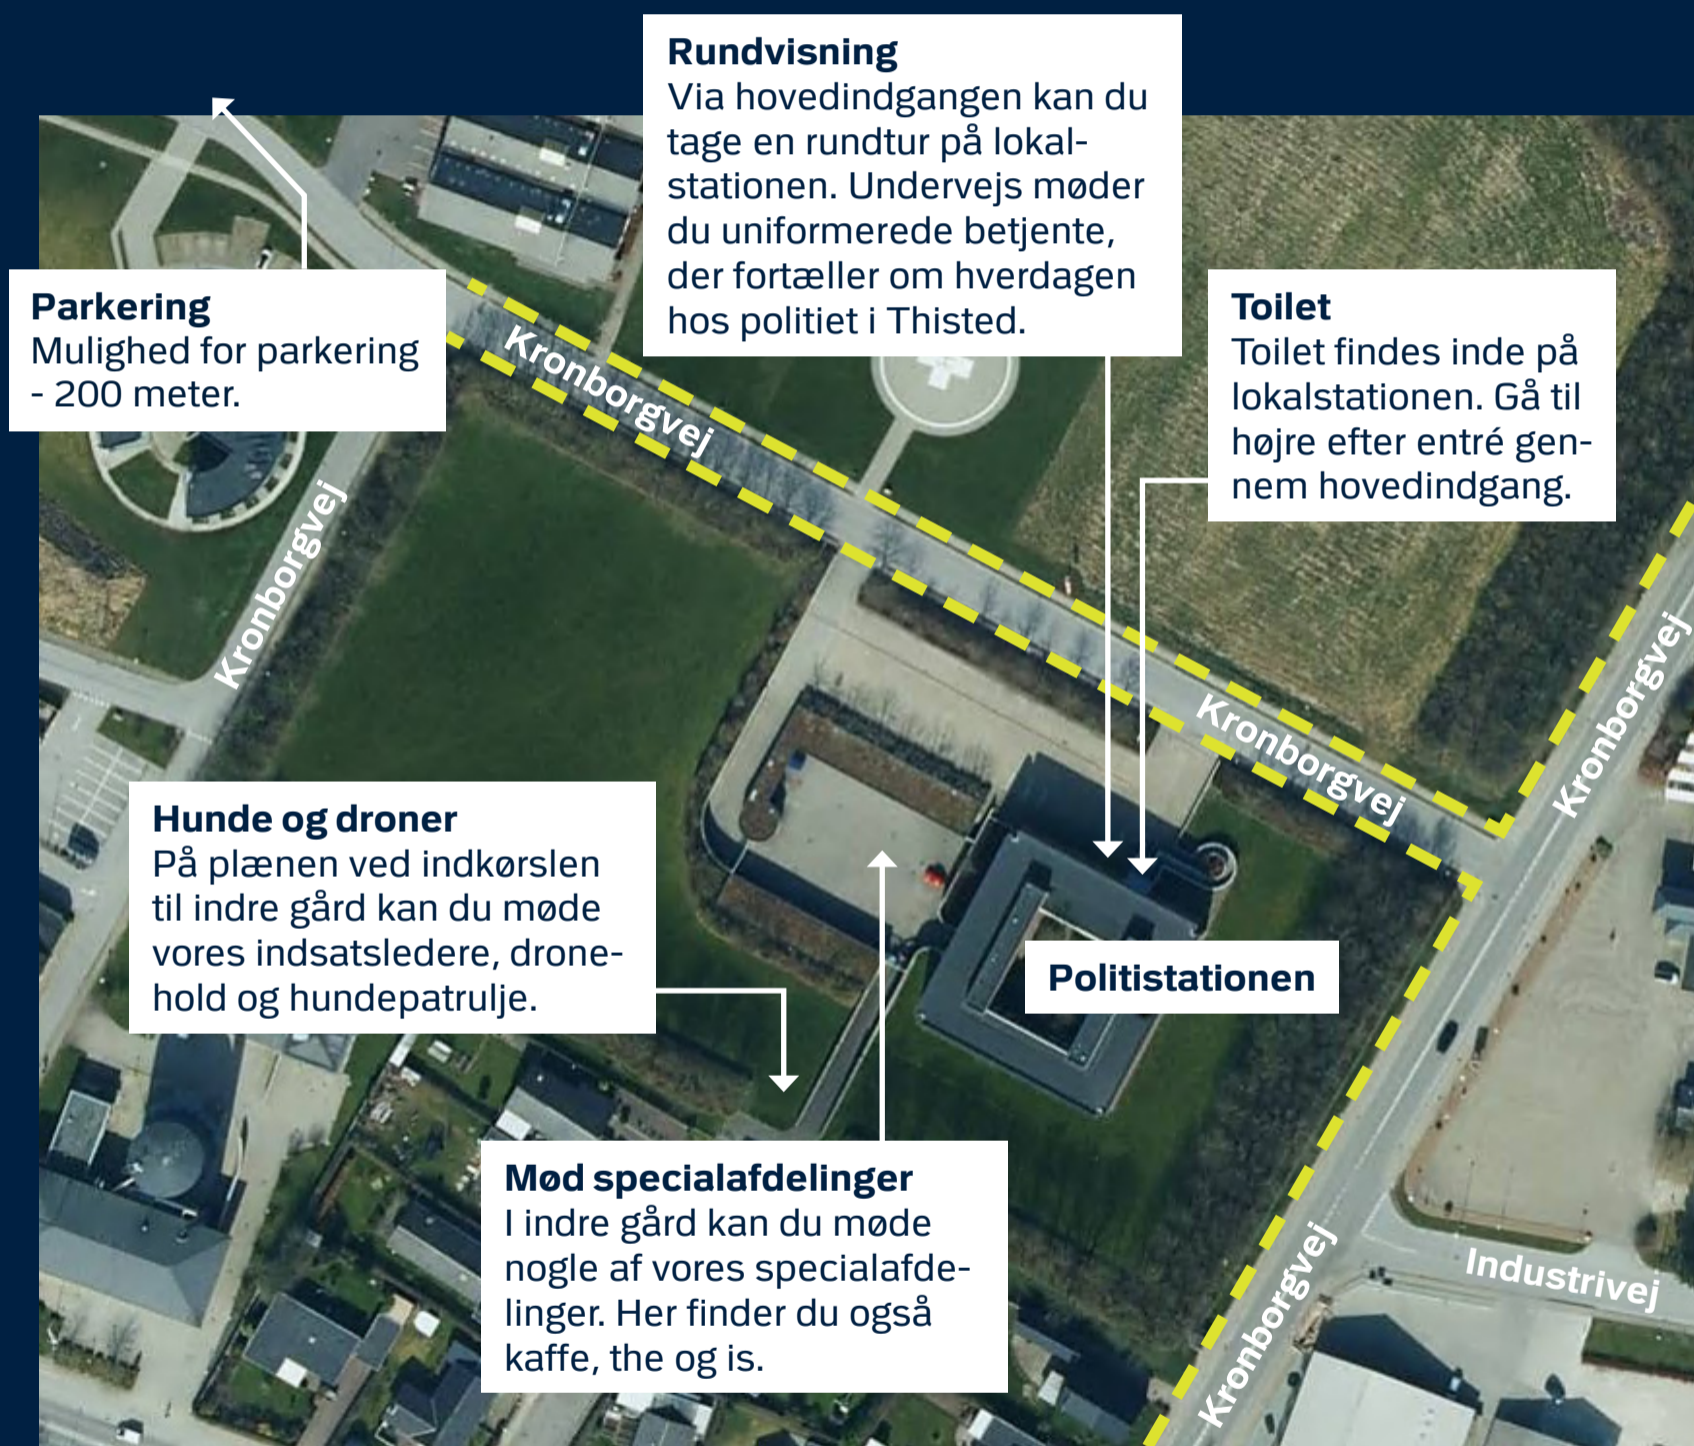 Rundvisning
Via hovedindgangen kan du
tage en rundtur på lokal-
stationen. Undervejs møder
du uniformerede betjente,
der fortæller om hverdagen
hos politiet i Thisted.
Parkering
Mulighed for parkering
- 200 meter.
Toilet
Toilet findes inde på
lokalstationen. Gå til
højre efter entré gen-
nem hovedindgang.
Kronborgvej
Kronborgvej
Kronborgvej
Kronborgvej
Hunde og droner
På plænen ved indkørslen
til indre gård kan du møde
vores indsatsledere, drone-
hold og hundepatrulje.
Politistationen
Mød specialafdelinger
I indre gård kan du møde
nogle af vores specialafde-
linger. Her finder du også
kaffe, the og is.
Kronborgvej
Industrivej